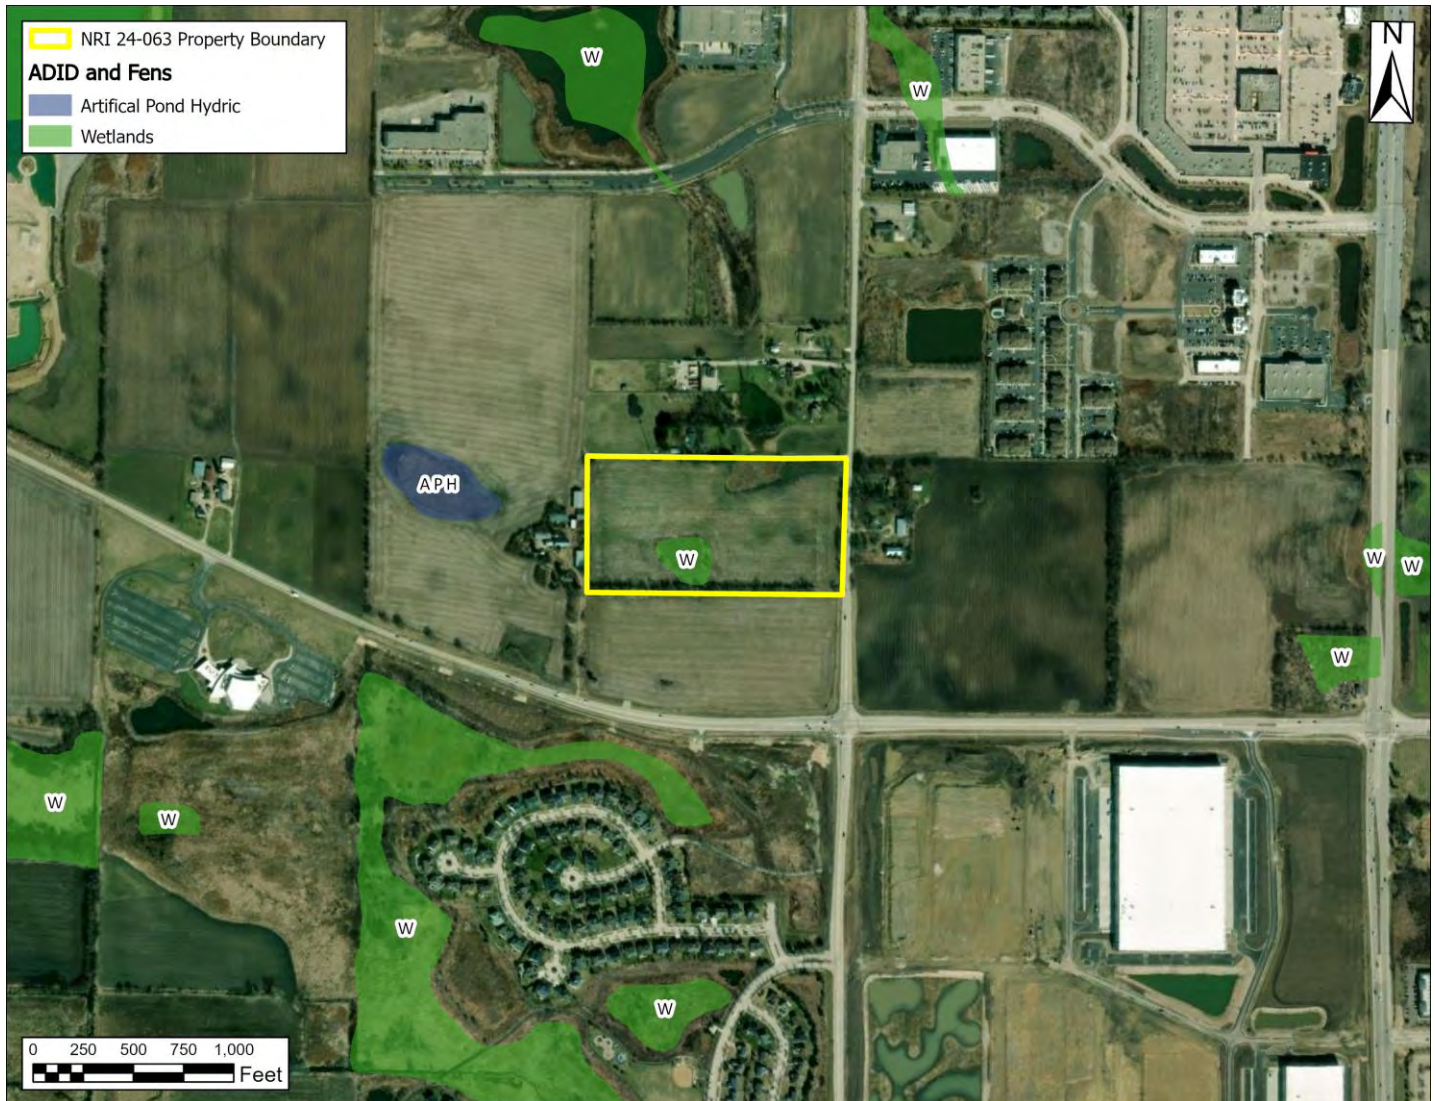 NRI 24-063 Property Boundary
ADID and Fens
Artifical Pond Hydric
Wetlands
N
W
W
A P H
W
W
W
W
W
W
W
W
0 250 500 750 1,000
Feet